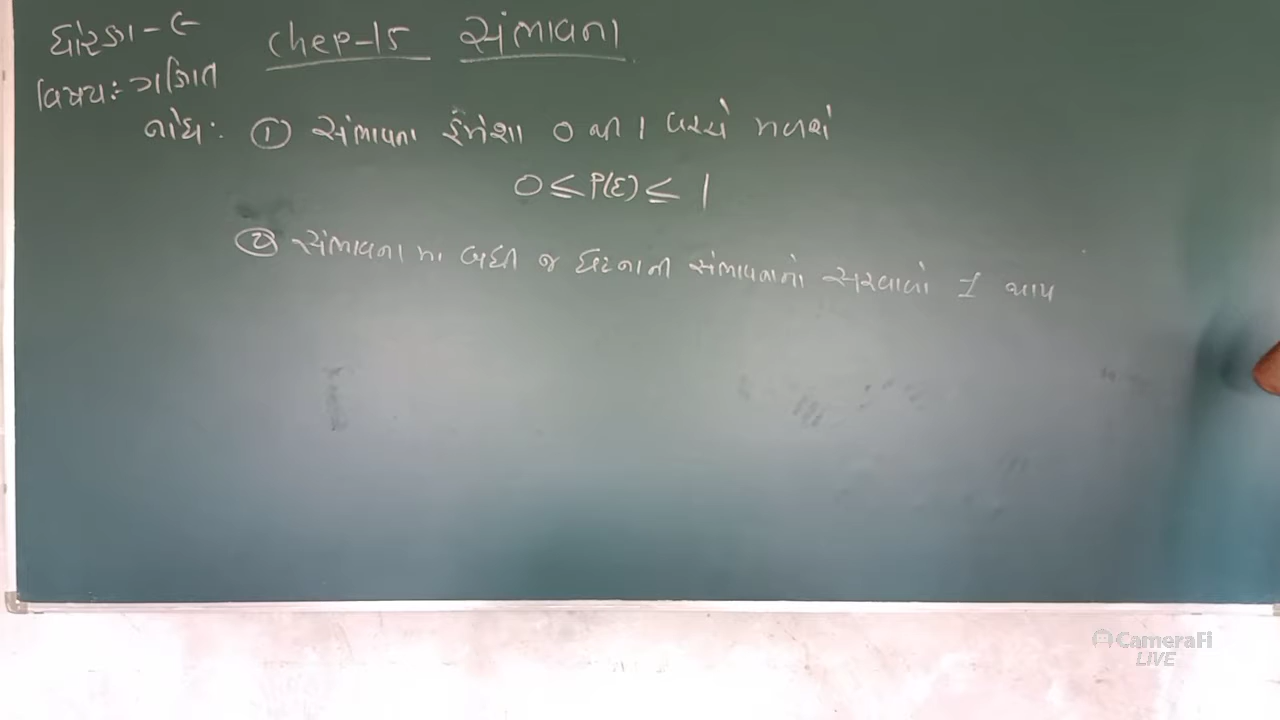 ધોરણ - ૯
chep-15 સંભાવના
વિષય:- ગણિત
નોંધ: ① સંભાવના હંમેશા 0 થી 1 વચ્ચે મળશે
0 ≤ P(E) ≤ 1
② સંભાવના મા બધી જ ઘટનાની સંભાવનાનો સરવાળો 1 થાય
CameraFi
LIVE